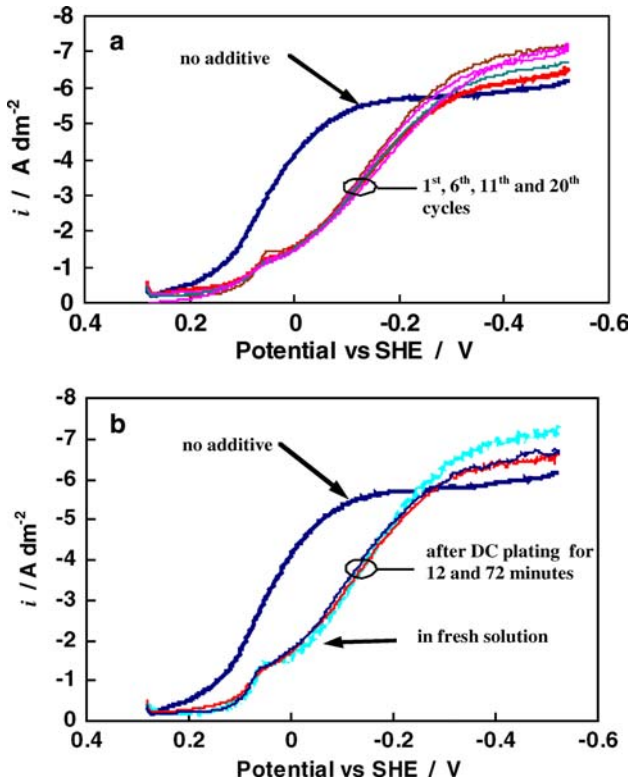 a
-8
-7
-6
-5
-4
-3
-2
-1
0
i / A dm⁻²
no additive
1st, 6th, 11th and 20th
cycles
0.4 0.2 0 -0.2 -0.4 -0.6
Potential vs SHE / V
b
-8
-7
-6
-5
-4
-3
-2
-1
0
i / A dm⁻²
no additive
after DC plating for
12 and 72 minutes
in fresh solution
0.4 0.2 0 -0.2 -0.4 -0.6
Potential vs SHE / V